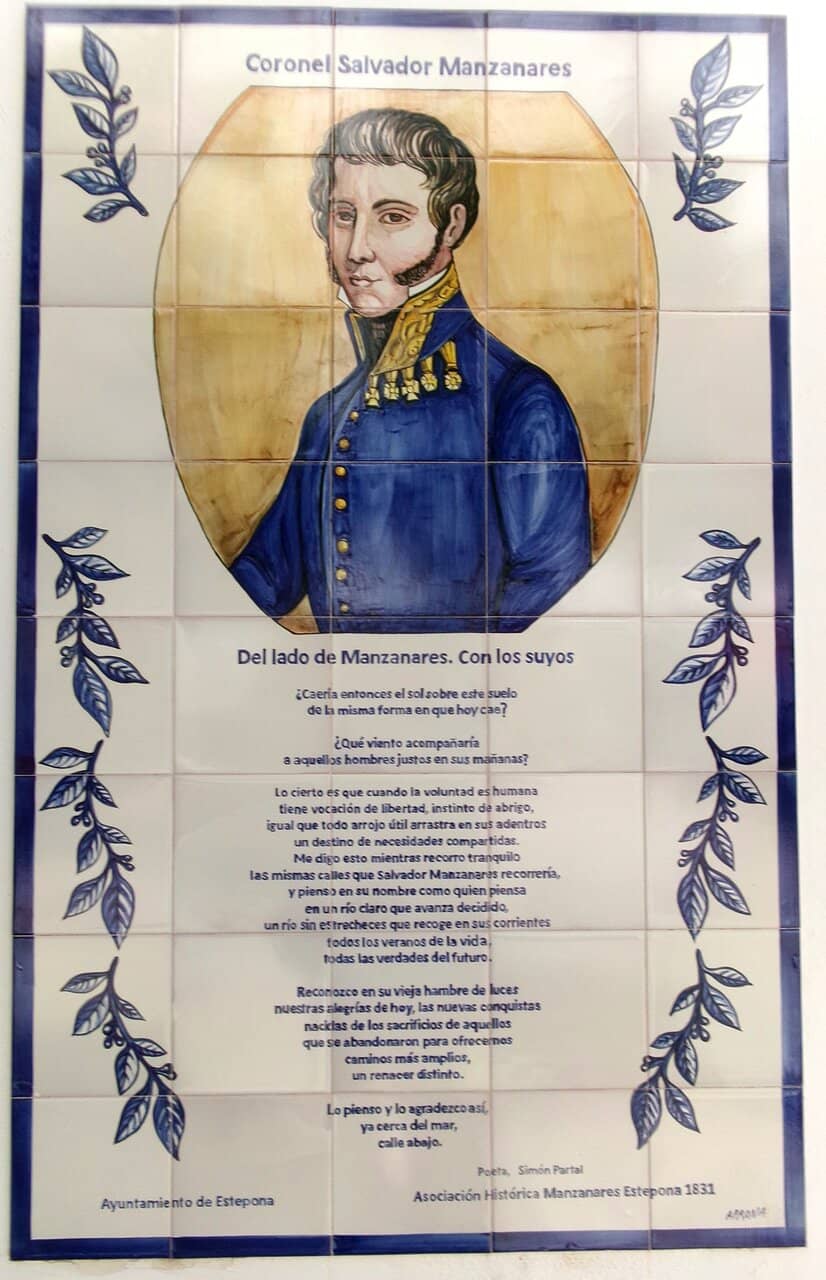 Coronel Salvador Manzanares
Del lado de Manzanares. Con los suyos
¿Caería entonces el sol sobre este suelo
de la misma forma en que hoy cae?
¿Qué viento acompañaría
a aquellos hombres justos en sus mañanas?
Lo cierto es que cuando la voluntad es humana
tiene vocación de libertad, instinto de abrigo,
igual que todo arrojo útil arrastra en sus adentros
un destino de necesidades compartidas.
Me digo esto mientras recorro tranquilo
las mismas calles que Salvador Manzanares recorrería,
y pienso en su nombre como quien piensa
en un río claro que avanza decidido,
un río sin estrecheces que recoge en sus corrientes
todos los veranos de la vida,
todas las verdades del futuro.
Reconozco en su vieja hambre de luces
nuestras alegrías de hoy, las nuevas conquistas
nacidas de los sacrificios de aquellos
que se abandonaron para ofrecernos
caminos más amplios,
un renacer distinto.
Lo pienso y lo agradezco así,
ya cerca del mar,
calle abajo.
Poeta, Simón Partal
Ayuntamiento de Estepona
Asociación Histórica Manzanares Estepona 1831